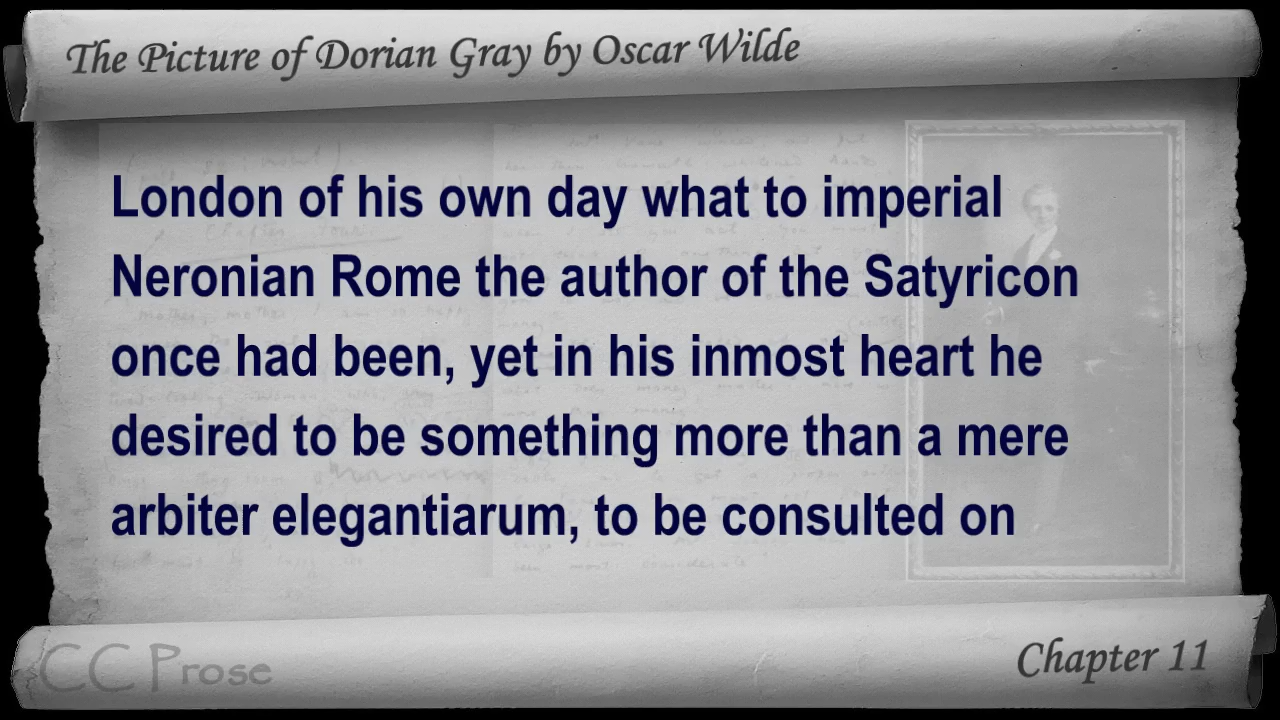 The Picture of Dorian Gray by Oscar Wilde
London of his own day what to imperial
Neronian Rome the author of the Satyricon
once had been, yet in his inmost heart he
desired to be something more than a mere
arbiter elegantiarum, to be consulted on
CC Prose
Chapter 11